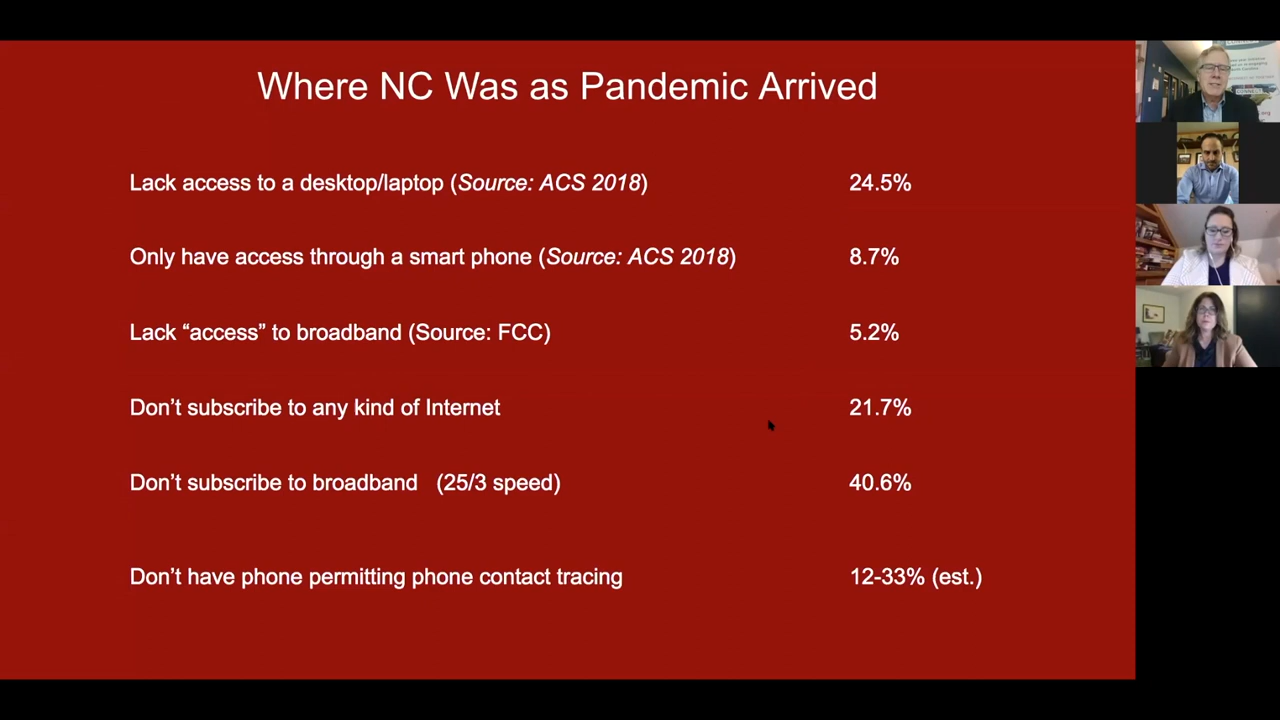 Where NC Was as Pandemic Arrived
Lack access to a desktop/laptop (Source: ACS 2018) 24.5%
Only have access through a smart phone (Source: ACS 2018) 8.7%
Lack “access” to broadband (Source: FCC) 5.2%
Don’t subscribe to any kind of Internet 21.7%
Don’t subscribe to broadband (25/3 speed) 40.6%
Don’t have phone permitting phone contact tracing 12-33% (est.)